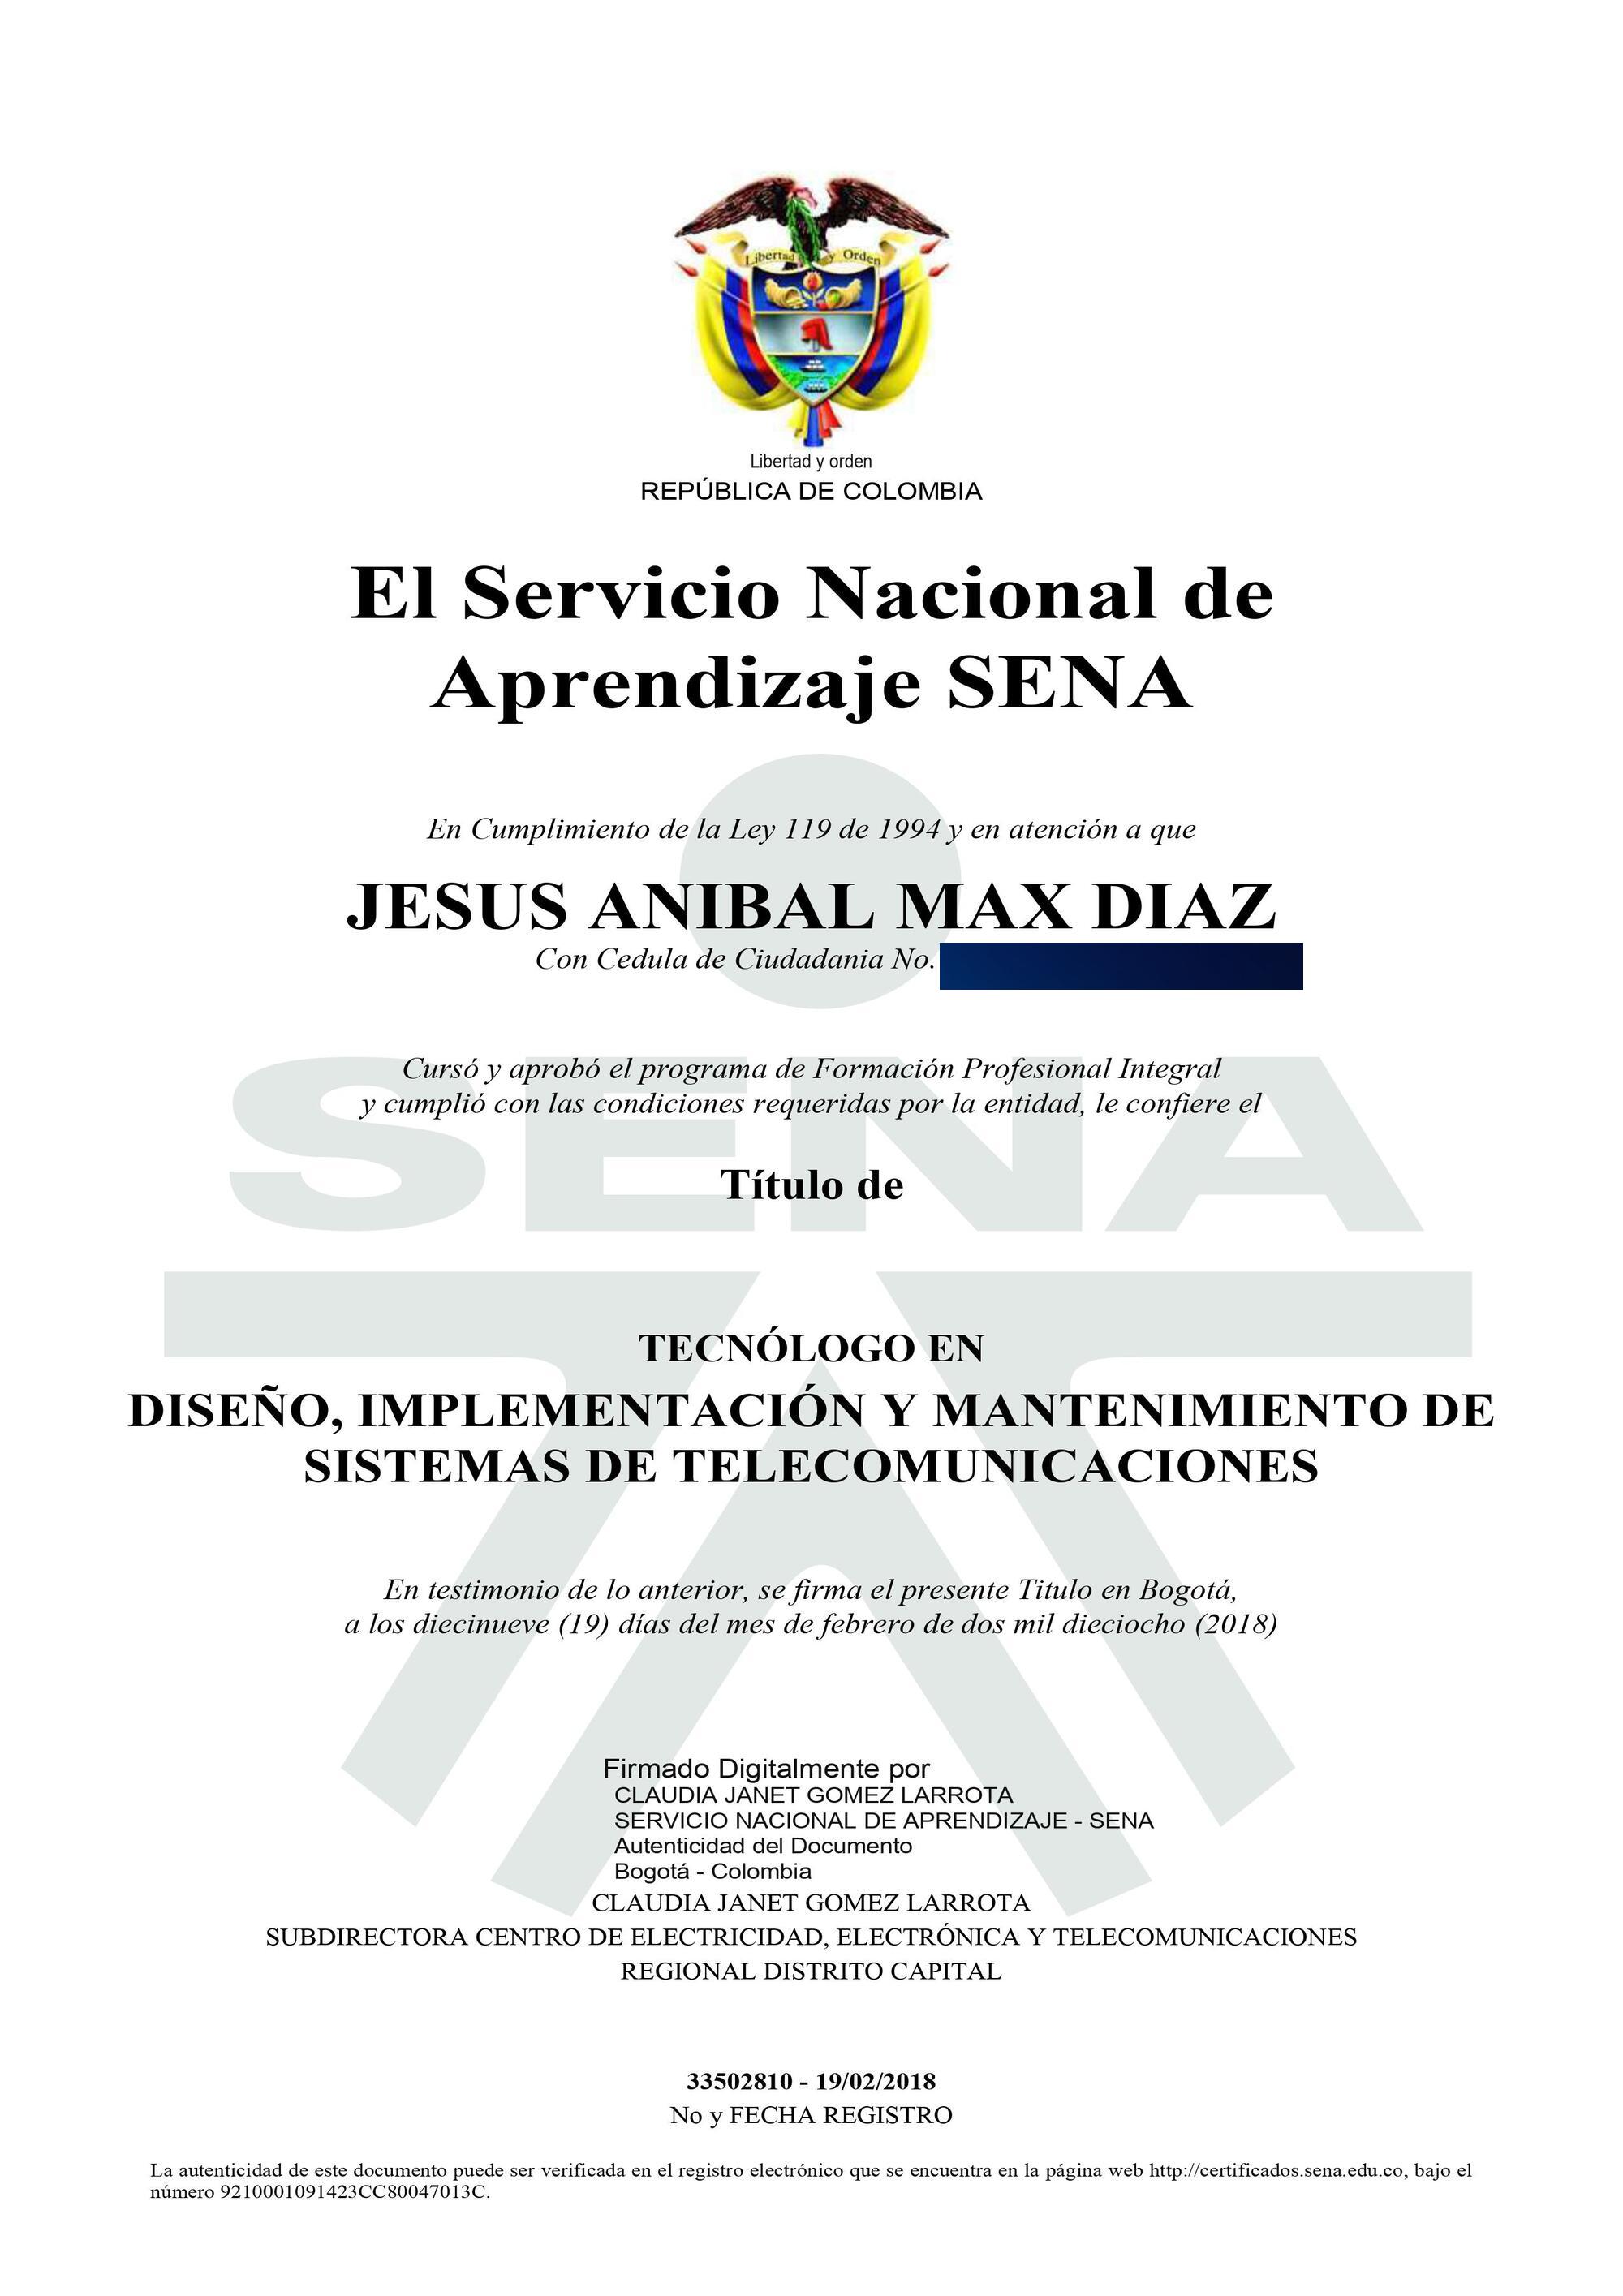 Libertad y Orden
Libertad y orden
REPÚBLICA DE COLOMBIA
El Servicio Nacional de
Aprendizaje SENA
En Cumplimiento de la Ley 119 de 1994 y en atención a que
JESUS ANIBAL MAX DIAZ
Con Cedula de Ciudadania No.
Cursó y aprobó el programa de Formación Profesional Integral
y cumplió con las condiciones requeridas por la entidad, le confiere el
SENA
Título de
TECNÓLOGO EN
DISEÑO, IMPLEMENTACIÓN Y MANTENIMIENTO DE
SISTEMAS DE TELECOMUNICACIONES
En testimonio de lo anterior, se firma el presente Titulo en Bogotá,
a los diecinueve (19) días del mes de febrero de dos mil dieciocho (2018)
Firmado Digitalmente por
CLAUDIA JANET GOMEZ LARROTA
SERVICIO NACIONAL DE APRENDIZAJE - SENA
Autenticidad del Documento
Bogotá - Colombia
CLAUDIA JANET GOMEZ LARROTA
SUBDIRECTORA CENTRO DE ELECTRICIDAD, ELECTRÓNICA Y TELECOMUNICACIONES
REGIONAL DISTRITO CAPITAL
33502810 - 19/02/2018
No y FECHA REGISTRO
La autenticidad de este documento puede ser verificada en el registro electrónico que se encuentra en la página web http://certificados.sena.edu.co, bajo el
número 9210001091423CC80047013C.